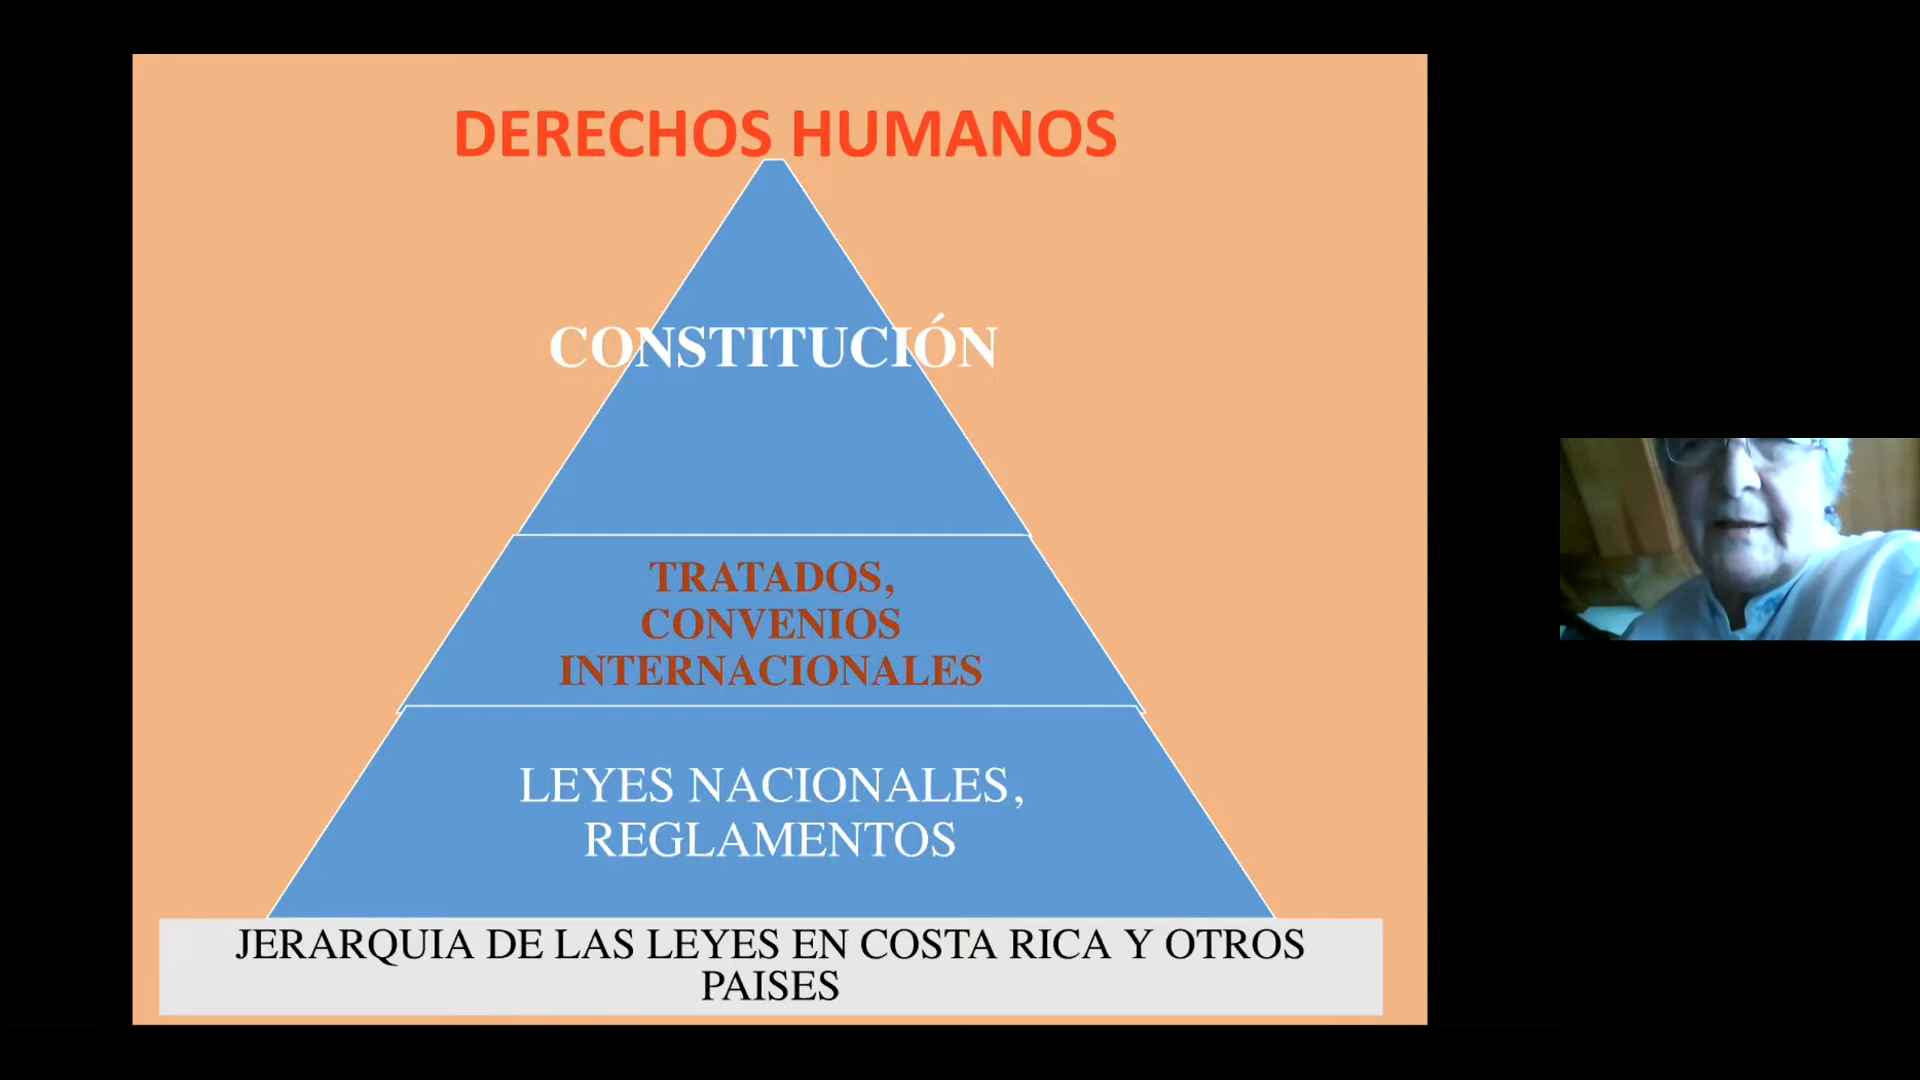 DERECHOS HUMANOS
CONSTITUCIÓN
TRATADOS,
CONVENIOS
INTERNACIONALES
LEYES NACIONALES,
REGLAMENTOS
JERARQUIA DE LAS LEYES EN COSTA RICA Y OTROS
PAISES